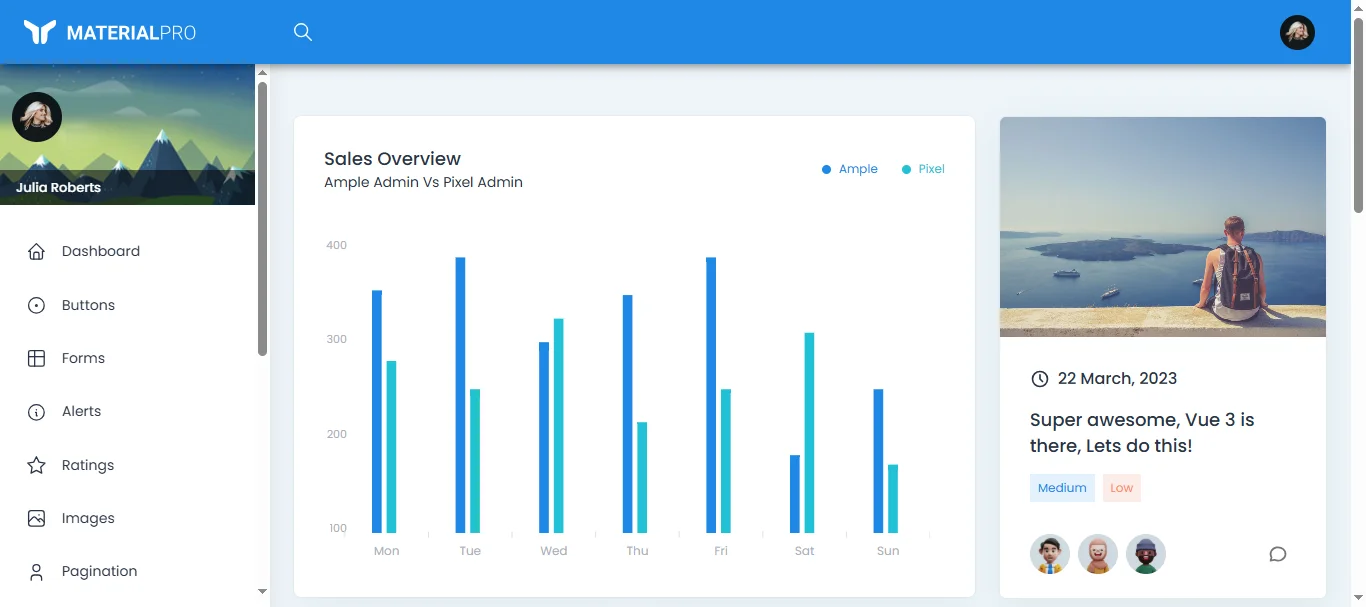 MATERIALPRO
Julia Roberts
Dashboard
Buttons
Forms
Alerts
Ratings
Images
Pagination
Sales Overview
Ample Admin Vs Pixel Admin
Ample
Pixel
400
300
200
100
Mon Tue Wed Thu Fri Sat Sun
22 March, 2023
Super awesome, Vue 3 is
there, Lets do this!
Medium Low